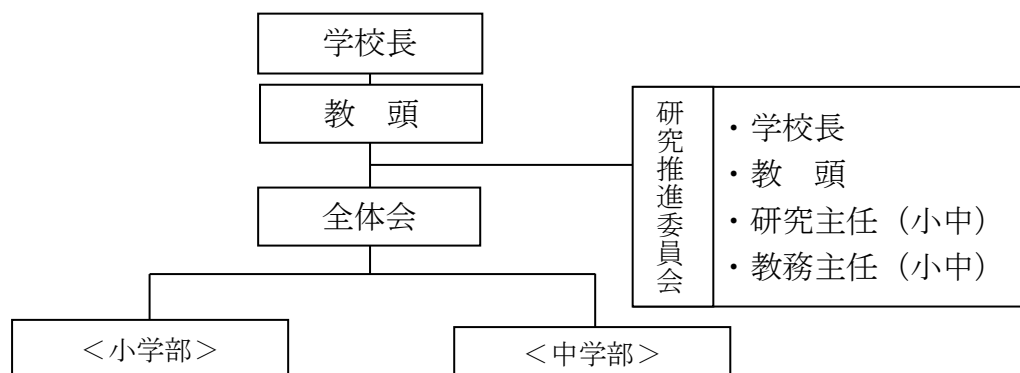 学校長
教　頭
研究推進委員会
・学校長
・教　頭
・研究主任（小中）
・教務主任（小中）
全体会
＜小学部＞
＜中学部＞